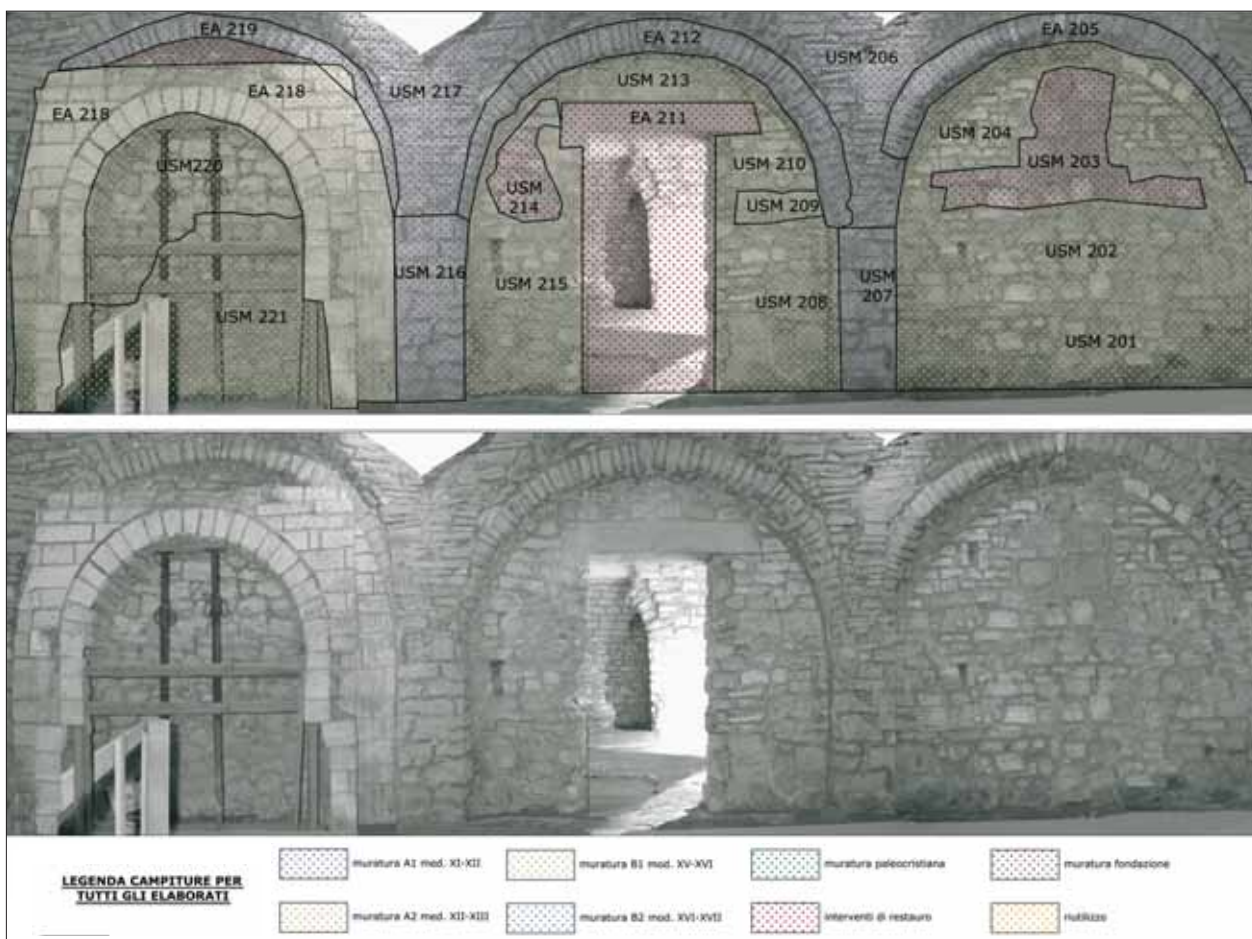 EA 219
EA 212
EA 205
USM 206
USM 217
USM 213
EA 218
EA 218
EA 211
USM 204
USM220
USM 210
USM 203
USM
214
USM 209
USM 216
USM 215
USM 208
USM
207
USM 202
USM 221
USM 201
LEGENDA CAMPITURE PER
TUTTI GLI ELABORATI
muratura A1 med. XI-XII
muratura B1 med. XV-XVI
muratura paleocristiana
muratura fondazione
muratura A2 med. XII-XIII
muratura B2 med. XVI-XVII
interventi di restauro
riutilizzo